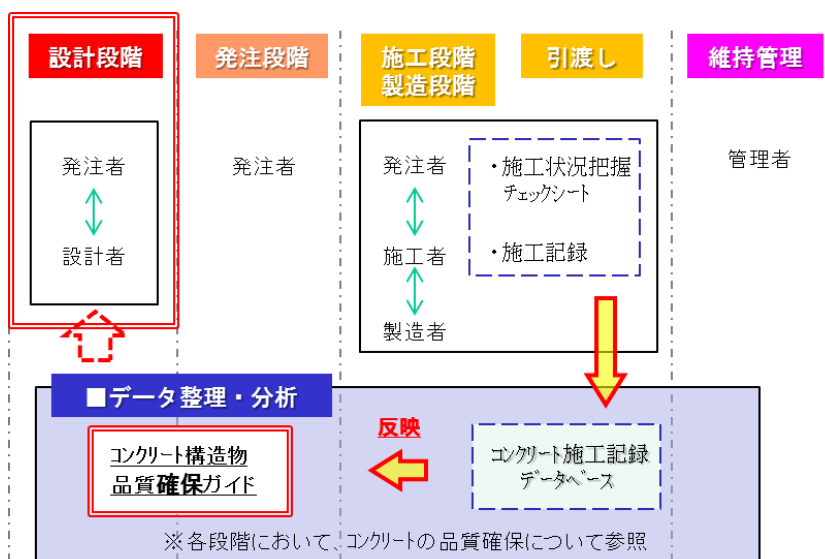 設計段階
発注段階
施工段階
製造段階
引渡し
維持管理
発注者
設計者
発注者
発注者
施工者
製造者
・施工状況把握
チェックシート
・施工記録
管理者
■データ整理・分析
コンクリート構造物
品質確保ガイド
反映
コンクリート施工記録
データベース
※各段階において、コンクリートの品質確保について参照